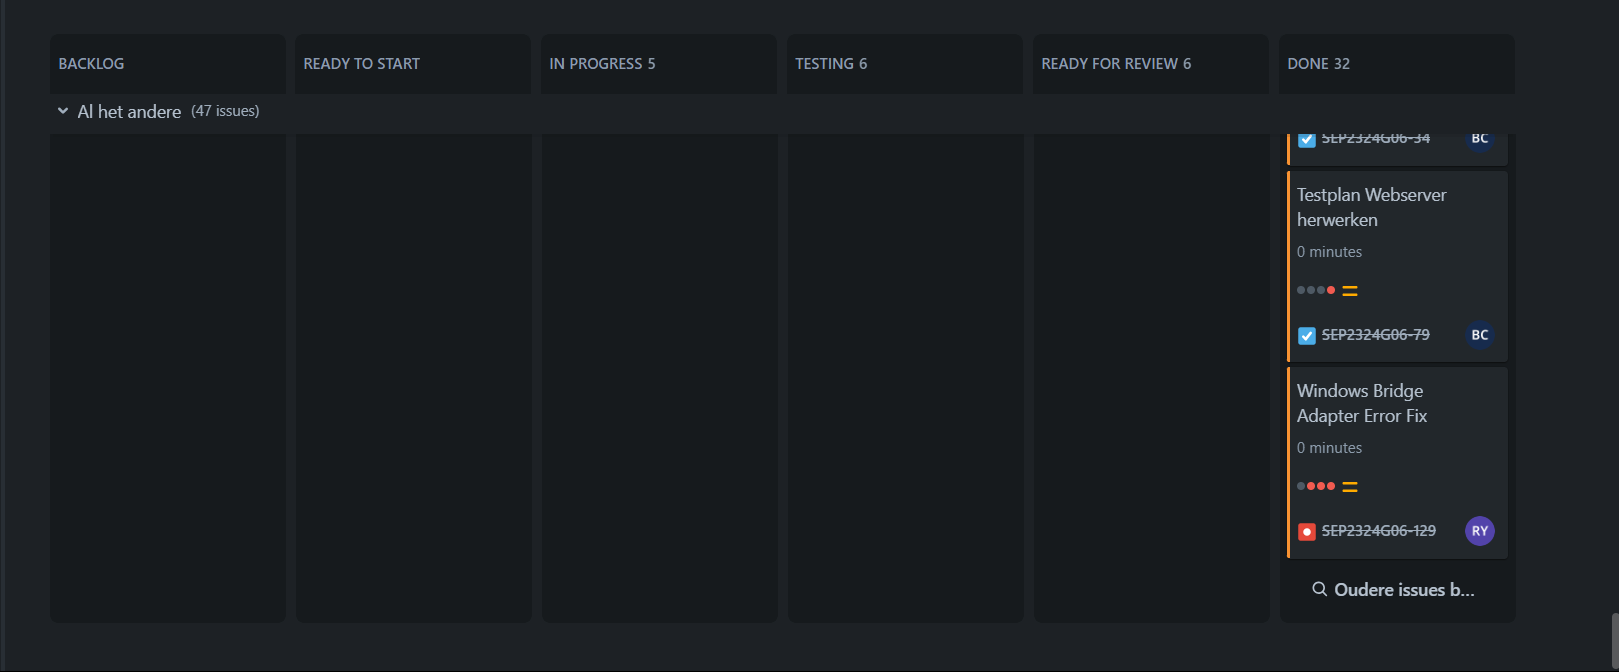 BACKLOG
READY TO START
IN PROGRESS 5
TESTING 6
READY FOR REVIEW 6
DONE 32
Al het andere (47 issues)
SEP2324G06-34 BC
Testplan Webserver
herwerken
0 minutes
SEP2324G06-79 BC
Windows Bridge
Adapter Error Fix
0 minutes
SEP2324G06-129 RY
Oudere issues b...